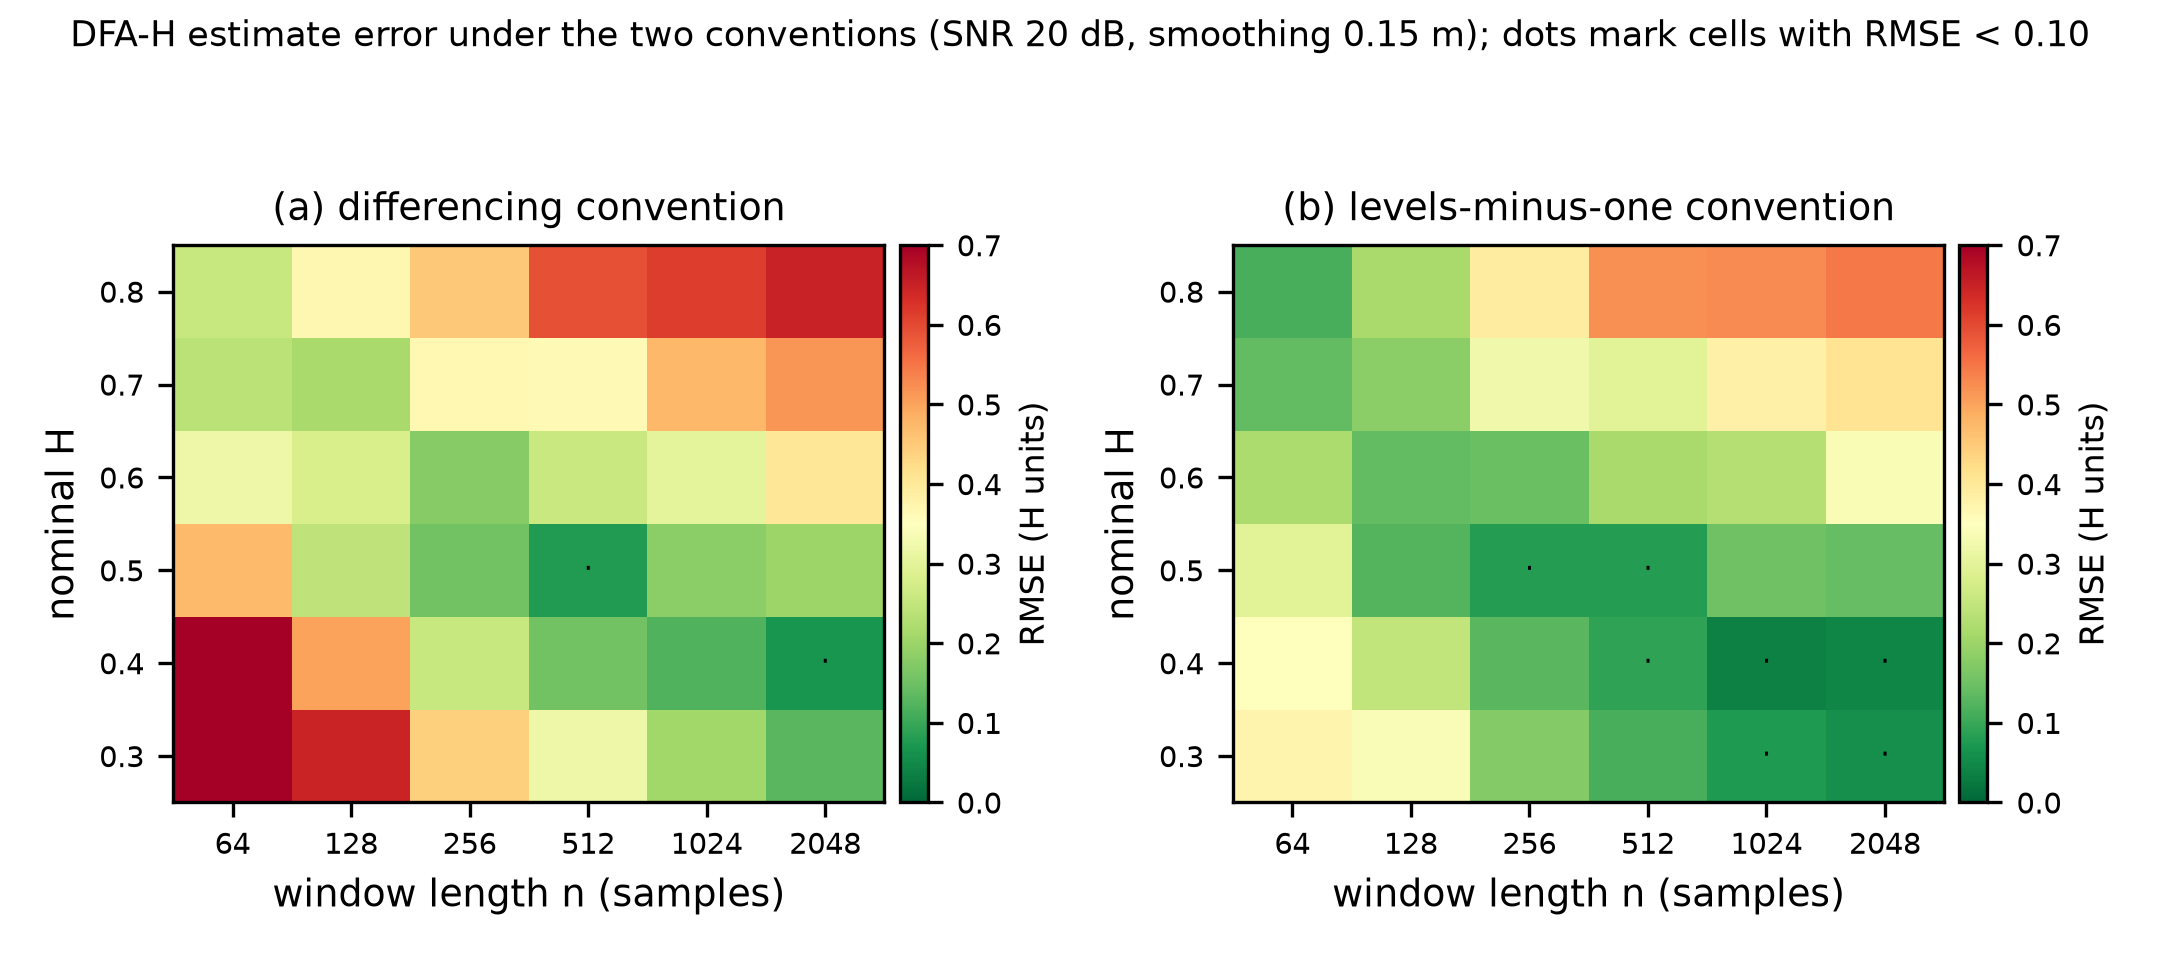 DFA-H estimate error under the two conventions (SNR 20 dB, smoothing 0.15 m); dots mark cells with RMSE < 0.10
(a) differencing convention
nominal H
0.8
0.7
0.6
0.5
0.4
0.3
64 128 256 512 1024 2048
window length n (samples)
0.7
0.6
0.5
0.4
0.3
0.2
0.1
0.0
RMSE (H units)
(b) levels-minus-one convention
nominal H
0.8
0.7
0.6
0.5
0.4
0.3
64 128 256 512 1024 2048
window length n (samples)
0.7
0.6
0.5
0.4
0.3
0.2
0.1
0.0
RMSE (H units)